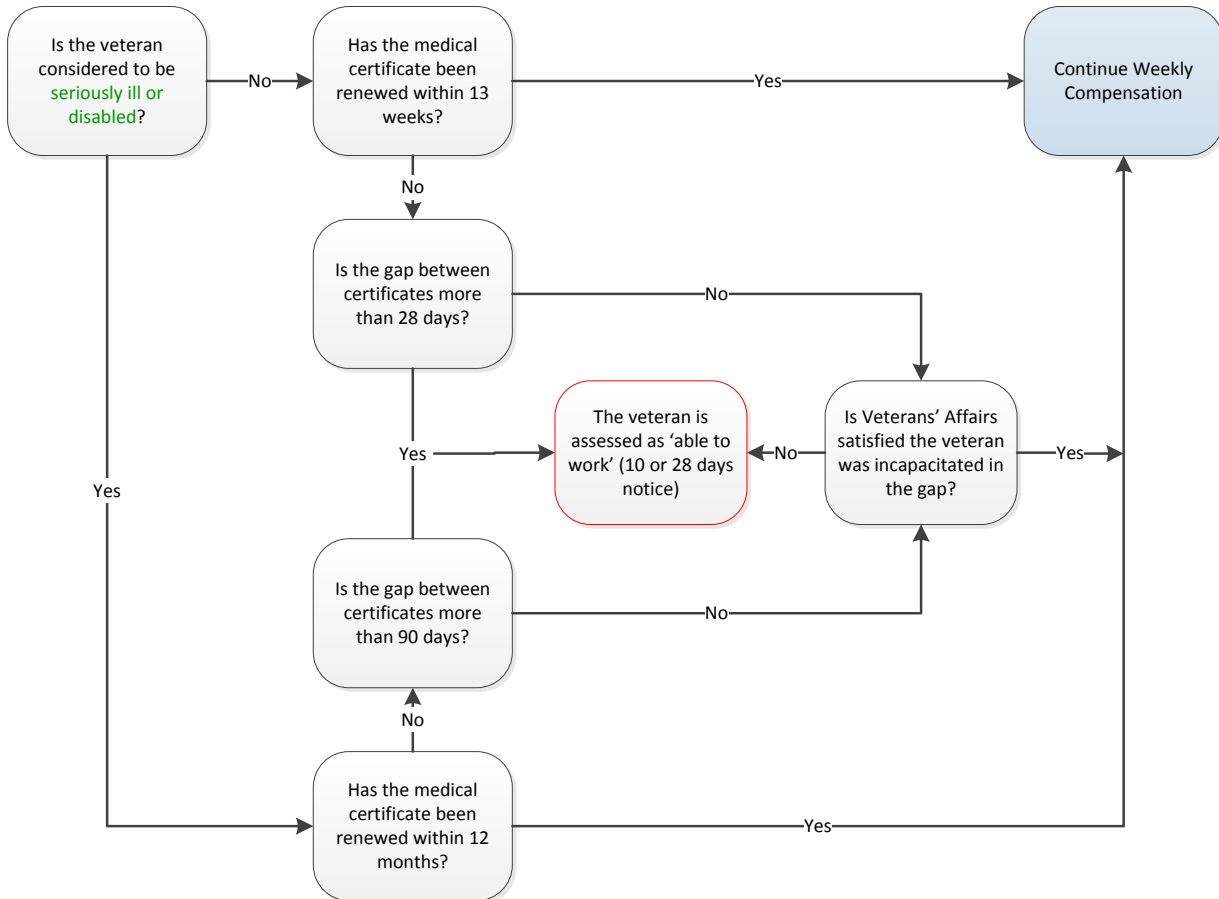 Is the veteran
considered to be
seriously ill or
disabled?
No
Has the medical
certificate been
renewed within 13
weeks?
Yes
Continue Weekly
Compensation
No
Is the gap between
certificates more
than 28 days?
No
Yes
Yes
The veteran is
assessed as ‘able to
work’ (10 or 28 days
notice)
No
Is Veterans’ Affairs
satisfied the veteran
was incapacitated in
the gap?
Yes
Is the gap between
certificates more
than 90 days?
No
No
Has the medical
certificate been
renewed within 12
months?
Yes